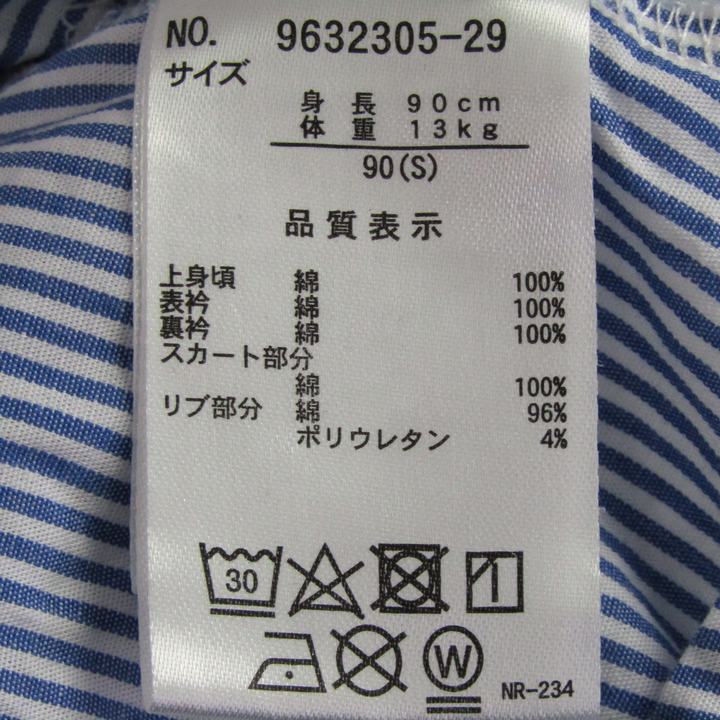 NO. 9632305-29
サイズ
身長 90cm
体重 13kg
90(S)
品質表示
上身頃 綿 100%
表衿 綿 100%
裏衿 綿 100%
スカート部分
綿 100%
リブ部分 綿 96%
ポリウレタン 4%
30
W
NR-234